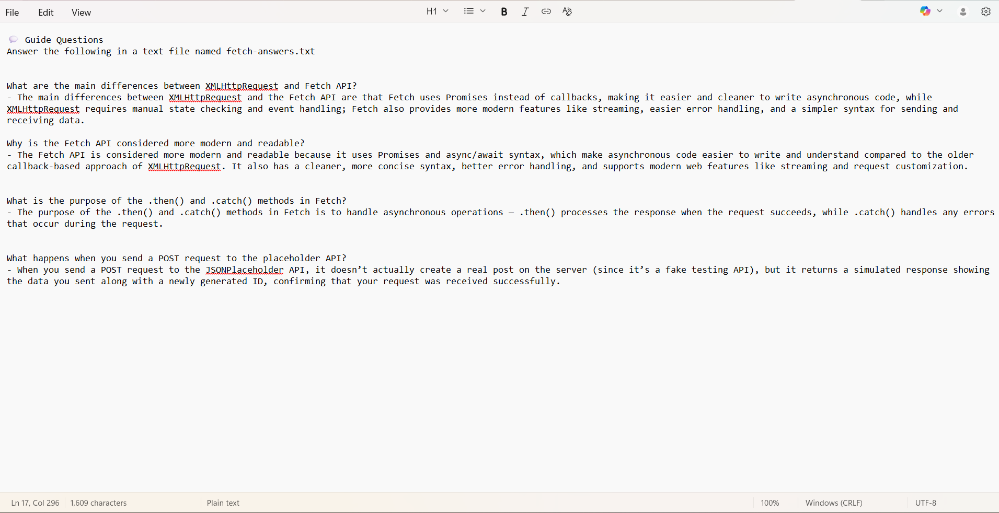 File Edit View H1 B I
💬 Guide Questions
Answer the following in a text file named fetch-answers.txt
What are the main differences between XMLHttpRequest and Fetch API?
- The main differences between XMLHttpRequest and the Fetch API are that Fetch uses Promises instead of callbacks, making it easier and cleaner to write asynchronous code, while
XMLHttpRequest requires manual state checking and event handling; Fetch also provides more modern features like streaming, easier error handling, and a simpler syntax for sending and
receiving data.
Why is the Fetch API considered more modern and readable?
- The Fetch API is considered more modern and readable because it uses Promises and async/await syntax, which make asynchronous code easier to write and understand compared to the older
callback-based approach of XMLHttpRequest. It also has a cleaner, more concise syntax, better error handling, and supports modern web features like streaming and request customization.
What is the purpose of the .then() and .catch() methods in Fetch?
- The purpose of the .then() and .catch() methods in Fetch is to handle asynchronous operations — .then() processes the response when the request succeeds, while .catch() handles any errors
that occur during the request.
What happens when you send a POST request to the placeholder API?
- When you send a POST request to the JSONPlaceholder API, it doesn’t actually create a real post on the server (since it’s a fake testing API), but it returns a simulated response showing
the data you sent along with a newly generated ID, confirming that your request was received successfully.
Ln 17, Col 296 1,609 characters Plain text 100% Windows (CRLF) UTF-8